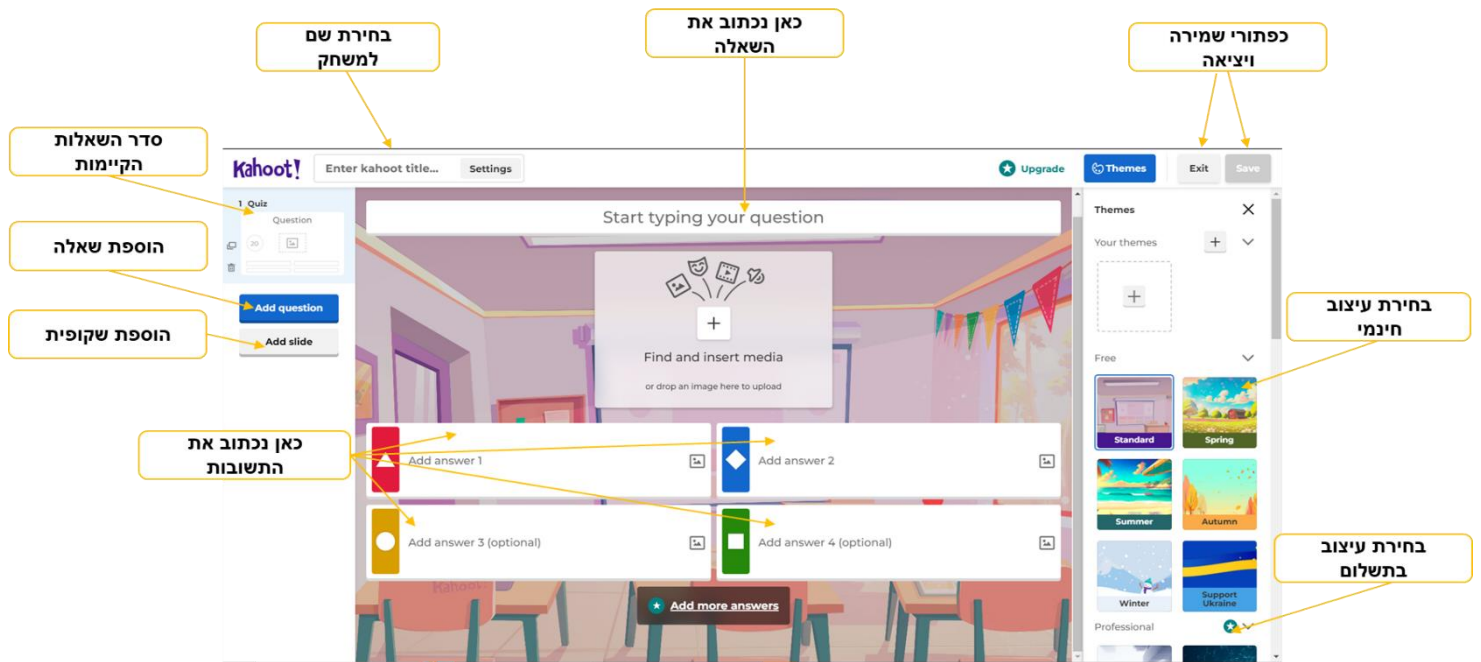 כאן נכתוב את
השאלה
בחירת שם
למשחק
כפתורי שמירה
ויציאה
סדר השאלות
הקיימות
הוספת שאלה
הוספת שקופית
כאן נכתוב את
התשובות
בחירת עיצוב
חינמי
בחירת עיצוב
בתשלום
Kahoot!
Enter kahoot title...
Settings
Upgrade
Themes
Exit
Save
1 Quiz
Question
20
Add question
Add slide
Start typing your question
Find and insert media
or drop an image here to upload
Add answer 1
Add answer 2
Add answer 3 (optional)
Add answer 4 (optional)
Add more answers
Kahoot!
Themes
Your themes
Free
Standard
Spring
Summer
Autumn
Winter
Support
Ukraine
Professional